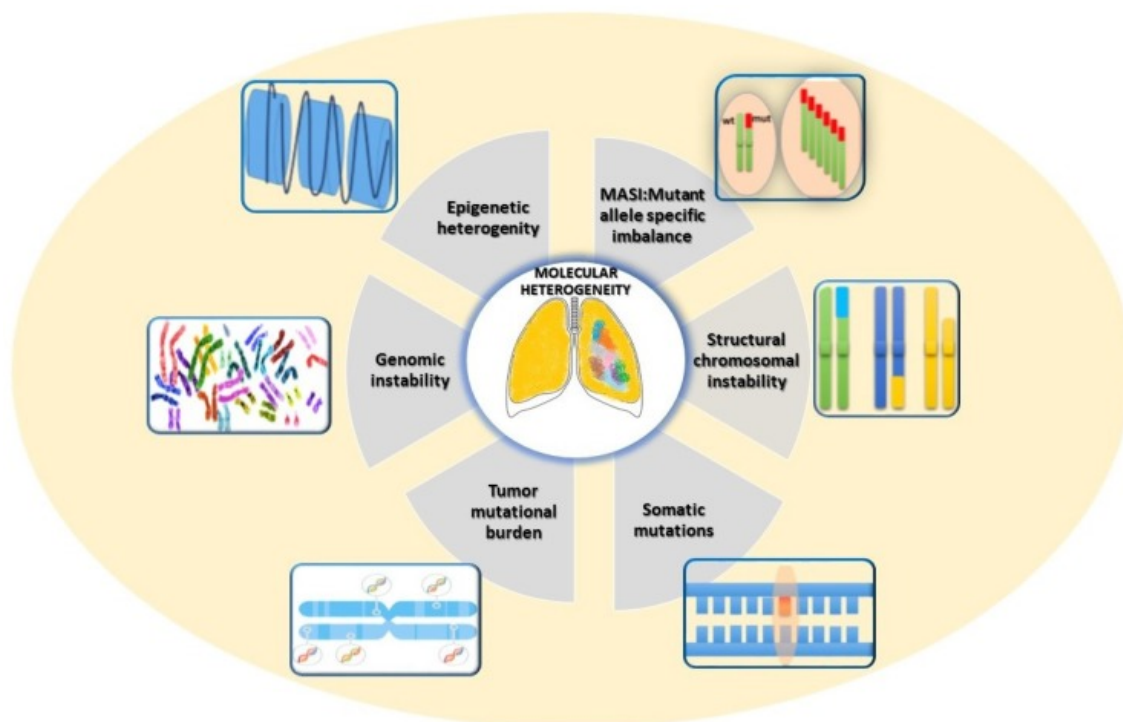 wt
mut
Epigenetic
heterogenity
MASI:Mutant
allele specific
imbalance
MOLECULAR
HETEROGENEITY
Genomic
instability
Structural
chromosomal
instability
Tumor
mutational
burden
Somatic
mutations